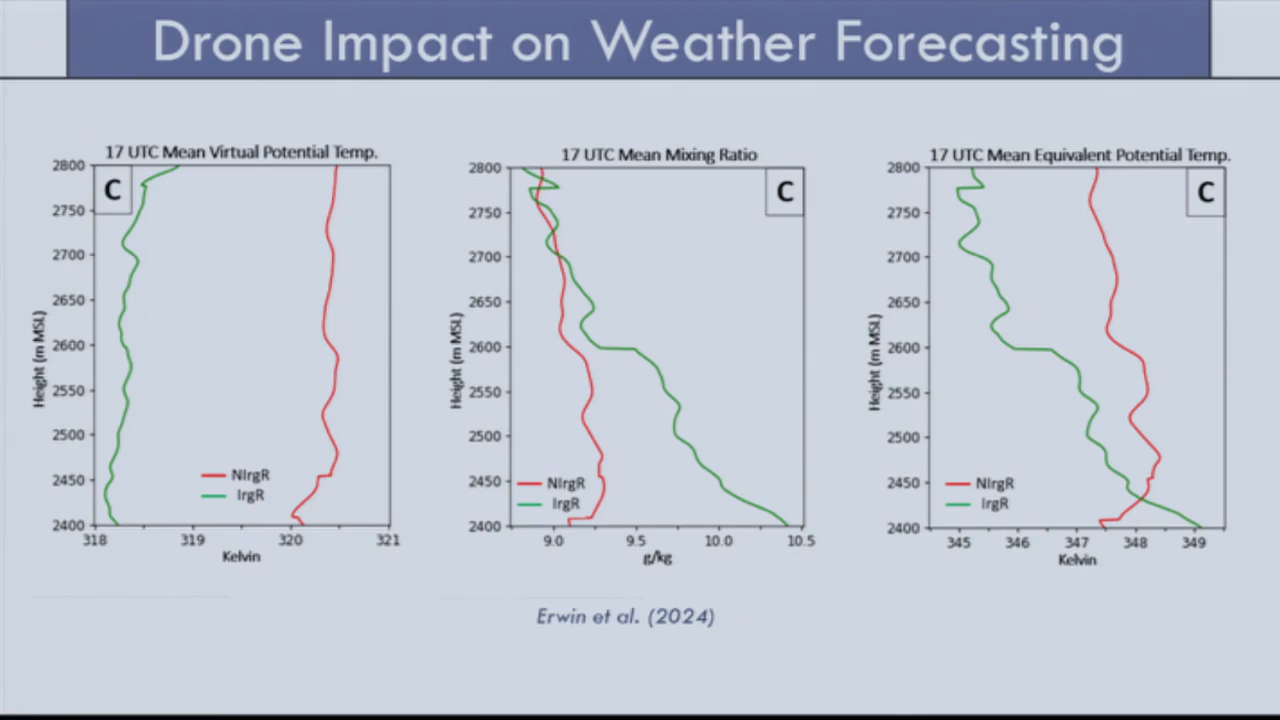 Drone Impact on Weather Forecasting
17 UTC Mean Virtual Potential Temp.
C
2800
2750
2700
2650
2600
2550
2500
2450
2400
Height (m MSL)
NIrgR
IrgR
318 319 320 321
Kelvin
17 UTC Mean Mixing Ratio
C
2800
2750
2700
2650
2600
2550
2500
2450
2400
Height (m MSL)
NIrgR
IrgR
9.0 9.5 10.0 10.5
g/kg
17 UTC Mean Equivalent Potential Temp.
C
2800
2750
2700
2650
2600
2550
2500
2450
2400
Height (m MSL)
NIrgR
IrgR
345 346 347 348 349
Kelvin
Erwin et al. (2024)